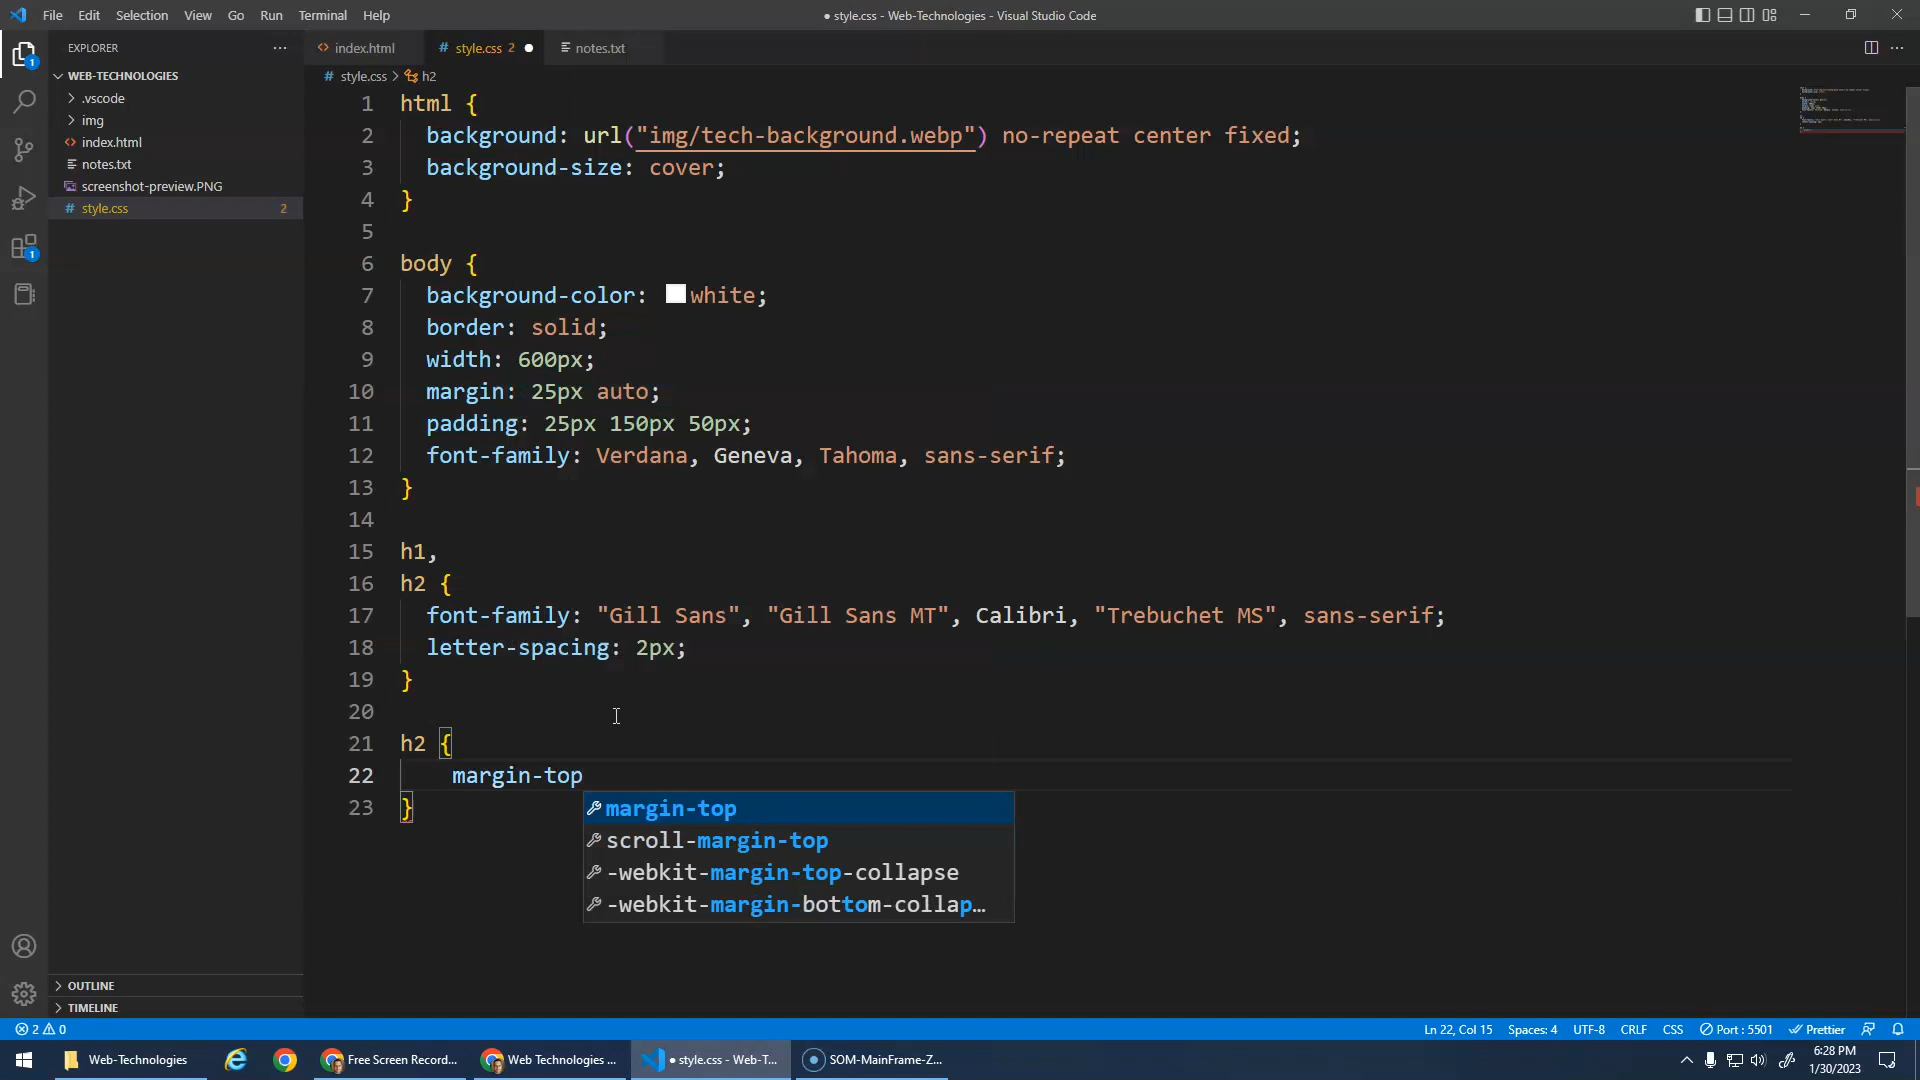 File Edit Selection View Go Run Terminal Help
● style.css - Web-Technologies - Visual Studio Code
EXPLORER
index.html
# style.css 2
notes.txt
WEB-TECHNOLOGIES
# style.css > h2
.vscode
img
index.html
notes.txt
screenshot-preview.PNG
# style.css 2
1 html {
2 background: url("img/tech-background.webp") no-repeat center fixed;
3 background-size: cover;
4 }
5
6 body {
7 background-color: white;
8 border: solid;
9 width: 600px;
10 margin: 25px auto;
11 padding: 25px 150px 50px;
12 font-family: Verdana, Geneva, Tahoma, sans-serif;
13 }
14
15 h1,
16 h2 {
17 font-family: "Gill Sans", "Gill Sans MT", Calibri, "Trebuchet MS", sans-serif;
18 letter-spacing: 2px;
19 }
20
21 h2 {
22 margin-top
23 }
margin-top
scroll-margin-top
-webkit-margin-top-collapse
-webkit-margin-bottom-collap…
OUTLINE
TIMELINE
2 0
Ln 22, Col 15 Spaces: 4 UTF-8 CRLF CSS Port : 5501 Prettier
Web-Technologies
Free Screen Record...
Web Technologies ...
● style.css - Web-T...
SOM-MainFrame-Z...
6:28 PM
1/30/2023